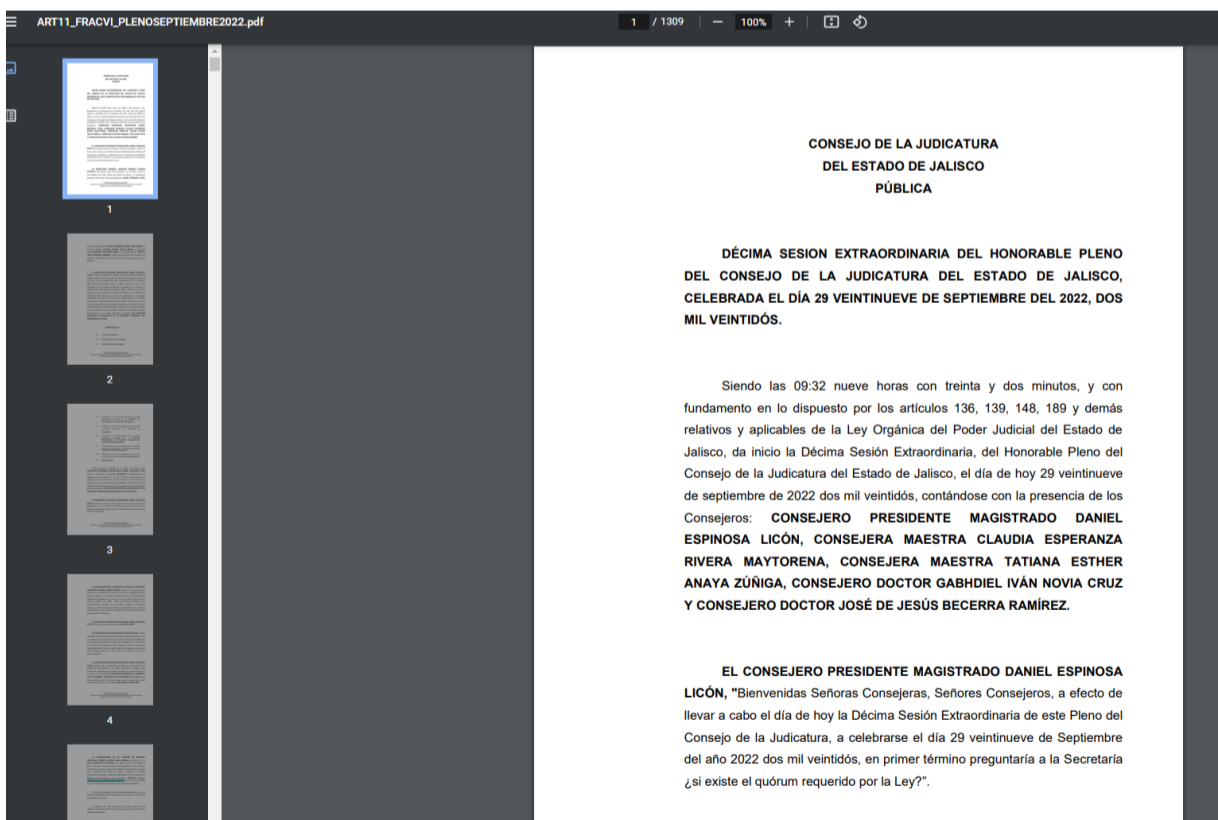 ART11_FRACVI_PLENOSEPTIEMBRE2022.pdf
1 / 1309
100%
1
2
3
4
CONSEJO DE LA JUDICATURA
DEL ESTADO DE JALISCO
PÚBLICA
DÉCIMA SESION EXTRAORDINARIA DEL HONORABLE PLENO
DEL CONSEJO DE LA JUDICATURA DEL ESTADO DE JALISCO,
CELEBRADA EL DÍA 29 VEINTINUEVE DE SEPTIEMBRE DEL 2022, DOS
MIL VEINTIDÓS.
Siendo las 09:32 nueve horas con treinta y dos minutos, y con
fundamento en lo dispuesto por los artículos 136, 139, 148, 189 y demás
relativos y aplicables de la Ley Orgánica del Poder Judicial del Estado de
Jalisco, da inicio la Décima Sesión Extraordinaria, del Honorable Pleno del
Consejo de la Judicatura del Estado de Jalisco, el día de hoy 29 veintinueve
de septiembre de 2022 dos mil veintidós, contándose con la presencia de los
Consejeros: CONSEJERO PRESIDENTE MAGISTRADO DANIEL
ESPINOSA LICÓN, CONSEJERA MAESTRA CLAUDIA ESPERANZA
RIVERA MAYTORENA, CONSEJERA MAESTRA TATIANA ESTHER
ANAYA ZÚÑIGA, CONSEJERO DOCTOR GABHDIEL IVÁN NOVIA CRUZ
Y CONSEJERO DOCTOR JOSÉ DE JESÚS BECERRA RAMÍREZ.
EL CONSEJERO PRESIDENTE MAGISTRADO DANIEL ESPINOSA
LICÓN, "Bienvenidas Señoras Consejeras, Señores Consejeros, a efecto de
llevar a cabo el día de hoy la Décima Sesión Extraordinaria de este Pleno del
Consejo de la Judicatura, a celebrarse el día 29 veintinueve de Septiembre
del año 2022 dos mil veintidós, en primer término preguntaría a la Secretaría
¿si existe el quórum requerido por la Ley?”.